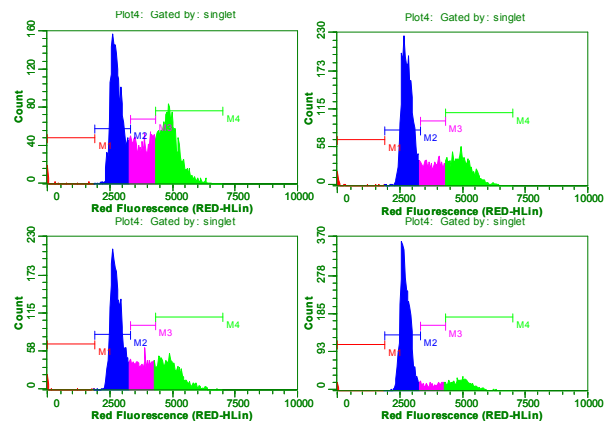 Plot4: Gated by: singlet
Plot4: Gated by: singlet
160
120
80
40
0
Count
M1
M2
M3
M4
0 2500 5000 7500 10000
Red Fluorescence (RED-HLin)
230
173
115
58
0
Count
M1
M2
M3
M4
0 2500 5000 7500 10000
Red Fluorescence (RED-HLin)
Plot4: Gated by: singlet
Plot4: Gated by: singlet
230
173
115
58
0
Count
M
M2
M3
M4
0 2500 5000 7500 10000
Red Fluorescence (RED-HLin)
370
278
185
93
0
Count
M
M2
M3
M4
0 2500 5000 7500 10000
Red Fluorescence (RED-HLin)